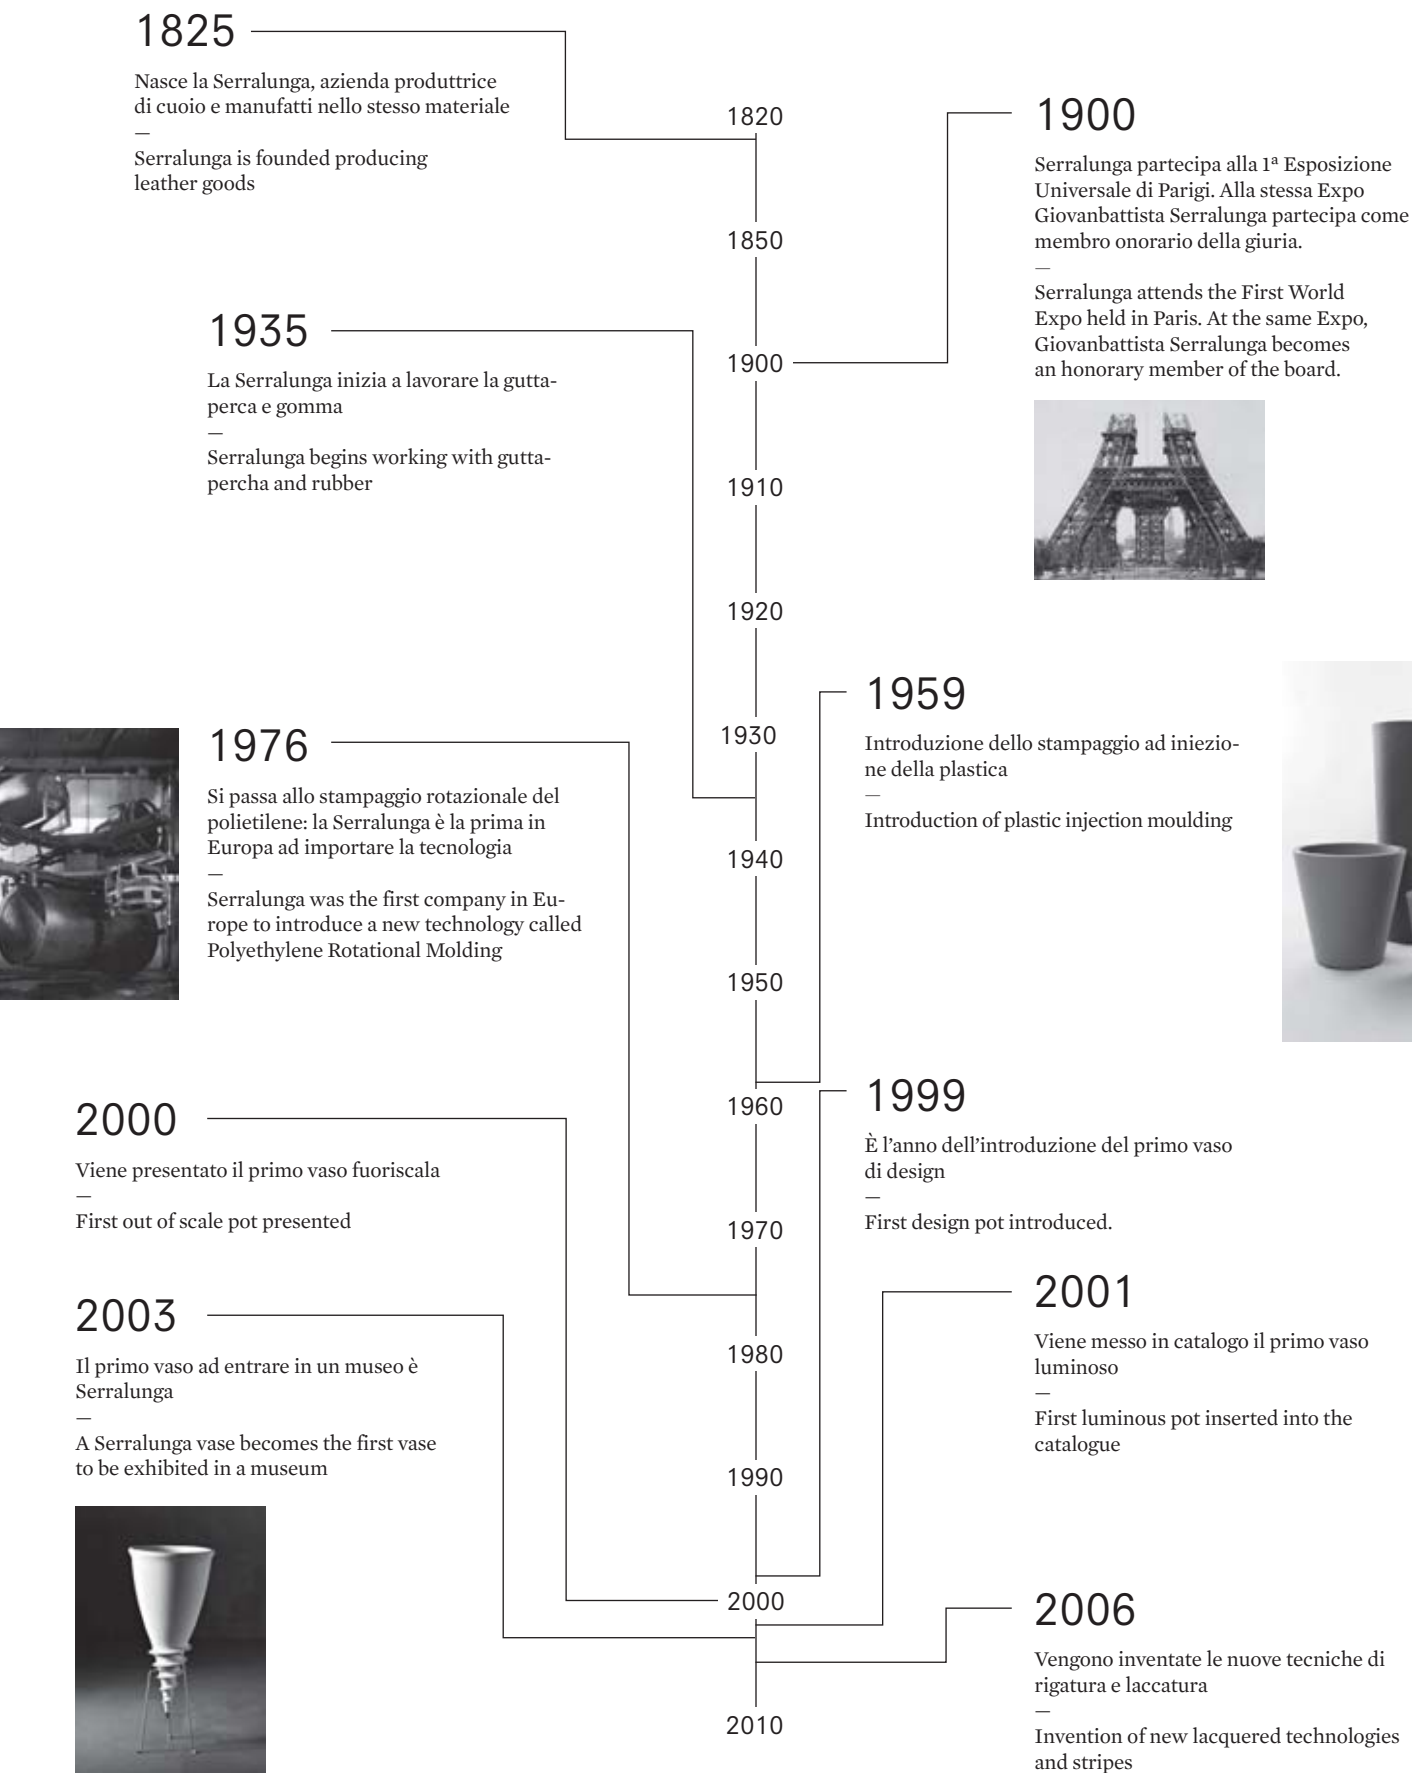 1825
Nasce la Serralunga, azienda produttrice
di cuoio e manufatti nello stesso materiale
—
Serralunga is founded producing
leather goods
1900
Serralunga partecipa alla 1ª Esposizione
Universale di Parigi. Alla stessa Expo
Giovanbattista Serralunga partecipa come
membro onorario della giuria.
—
Serralunga attends the First World
Expo held in Paris. At the same Expo,
Giovanbattista Serralunga becomes
an honorary member of the board.
1935
La Serralunga inizia a lavorare la gutta-
perca e gomma
—
Serralunga begins working with gutta-
percha and rubber
1959
Introduzione dello stampaggio ad iniezio-
ne della plastica
—
Introduction of plastic injection moulding
1976
Si passa allo stampaggio rotazionale del
polietilene: la Serralunga è la prima in
Europa ad importare la tecnologia
—
Serralunga was the first company in Eu-
rope to introduce a new technology called
Polyethylene Rotational Molding
1999
È l’anno dell’introduzione del primo vaso
di design
—
First design pot introduced.
2000
Viene presentato il primo vaso fuoriscala
—
First out of scale pot presented
2001
Viene messo in catalogo il primo vaso
luminoso
—
First luminous pot inserted into the
catalogue
2003
Il primo vaso ad entrare in un museo è
Serralunga
—
A Serralunga vase becomes the first vase
to be exhibited in a museum
2006
Vengono inventate le nuove tecniche di
rigatura e laccatura
—
Invention of new lacquered technologies
and stripes
1820
1850
1900
1910
1920
1930
1940
1950
1960
1970
1980
1990
2000
2010